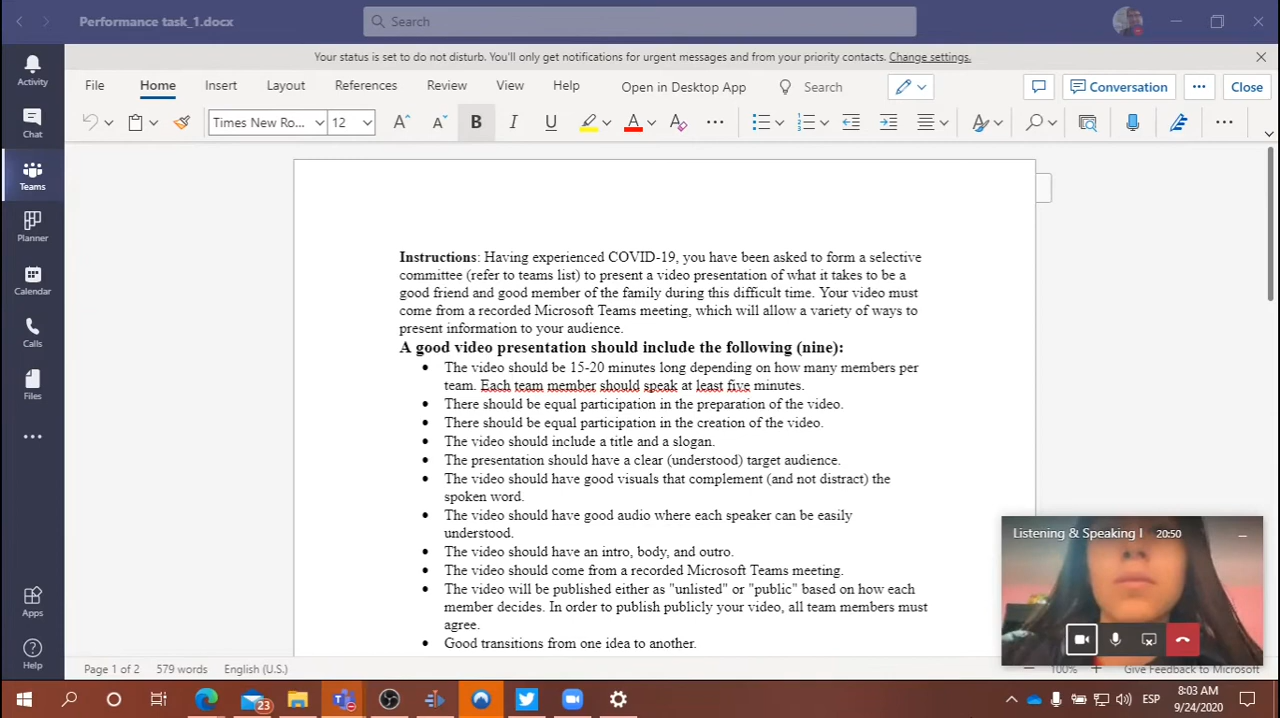 Performance task_1.docx
Search
Your status is set to do not disturb. You'll only get notifications for urgent messages and from your priority contacts. Change settings.
Activity
Chat
Teams
Planner
Calendar
Calls
Files
Apps
Help
File Home Insert Layout References Review View Help Open in Desktop App Search Conversation Close
Times New Ro... 12 A A B I U A A
Instructions: Having experienced COVID-19, you have been asked to form a selective
committee (refer to teams list) to present a video presentation of what it takes to be a
good friend and good member of the family during this difficult time. Your video must
come from a recorded Microsoft Teams meeting, which will allow a variety of ways to
present information to your audience.
A good video presentation should include the following (nine):
• The video should be 15-20 minutes long depending on how many members per
team. Each team member should speak at least five minutes.
• There should be equal participation in the preparation of the video.
• There should be equal participation in the creation of the video.
• The video should include a title and a slogan.
• The presentation should have a clear (understood) target audience.
• The video should have good visuals that complement (and not distract) the
spoken word.
• The video should have good audio where each speaker can be easily
understood.
• The video should have an intro, body, and outro.
• The video should come from a recorded Microsoft Teams meeting.
• The video will be published either as "unlisted" or "public" based on how each
member decides. In order to publish publicly your video, all team members must
agree.
• Good transitions from one idea to another.
Listening & Speaking I 20:50
Page 1 of 2 579 words English (U.S.) 100% Give Feedback to Microsoft
23
ESP
8:03 AM
9/24/2020